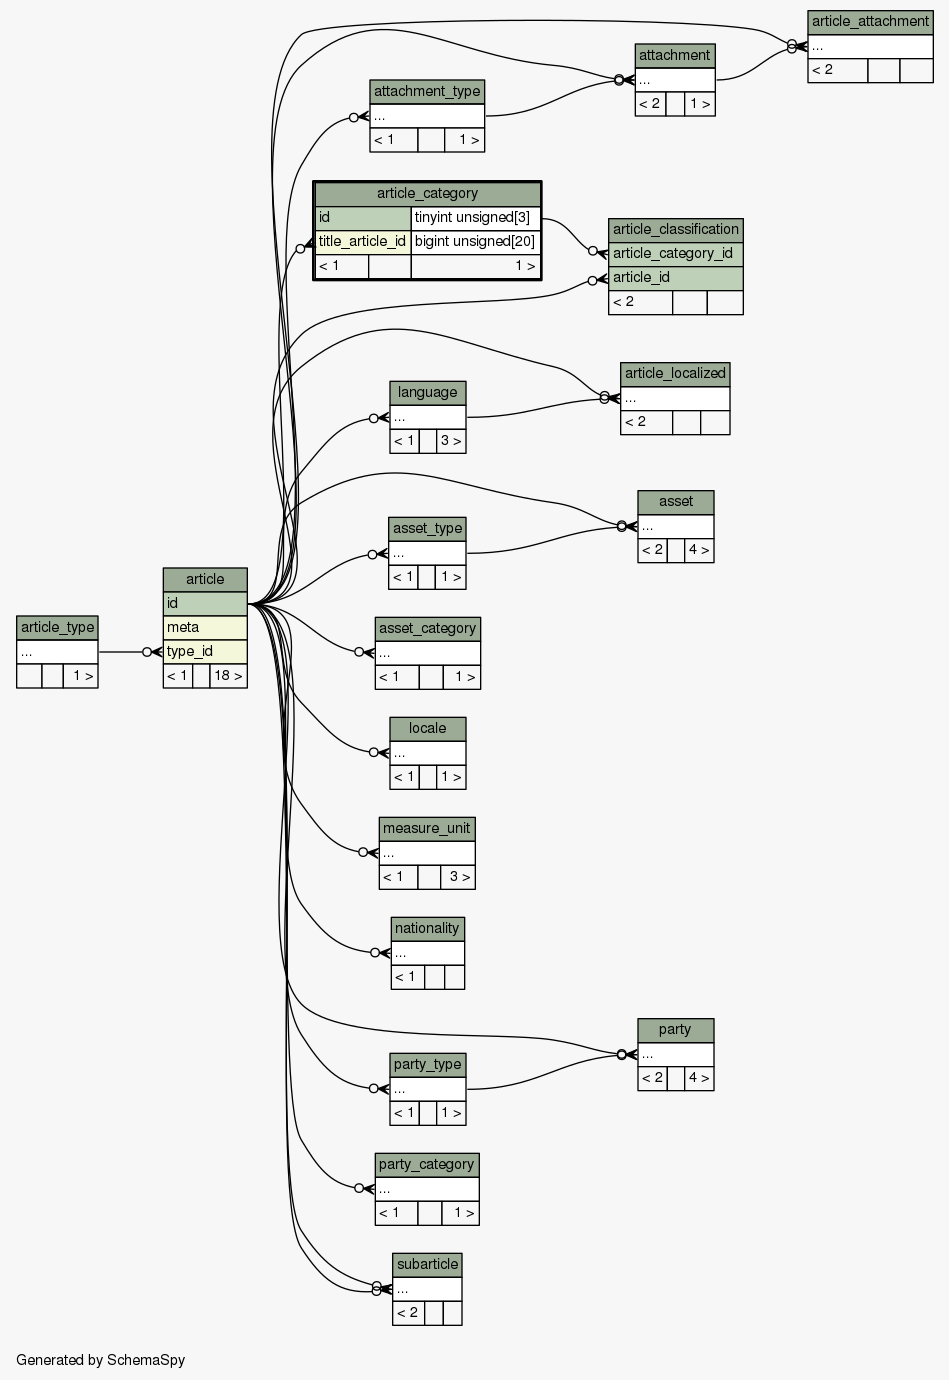 article_attachment
...
< 2
attachment
...
< 2 1 >
attachment_type
...
< 1 1 >
article_category
id tinyint unsigned[3]
title_article_id bigint unsigned[20]
< 1 1 >
article_classification
article_category_id
article_id
< 2
article_localized
...
< 2
language
...
< 1 3 >
asset
...
< 2 4 >
asset_type
...
< 1 1 >
article
id
meta
type_id
< 1 18 >
article_type
...
1 >
asset_category
...
< 1 1 >
locale
...
< 1 1 >
measure_unit
...
< 1 3 >
nationality
...
< 1
party
...
< 2 4 >
party_type
...
< 1 1 >
party_category
...
< 1 1 >
subarticle
...
< 2
Generated by SchemaSpy